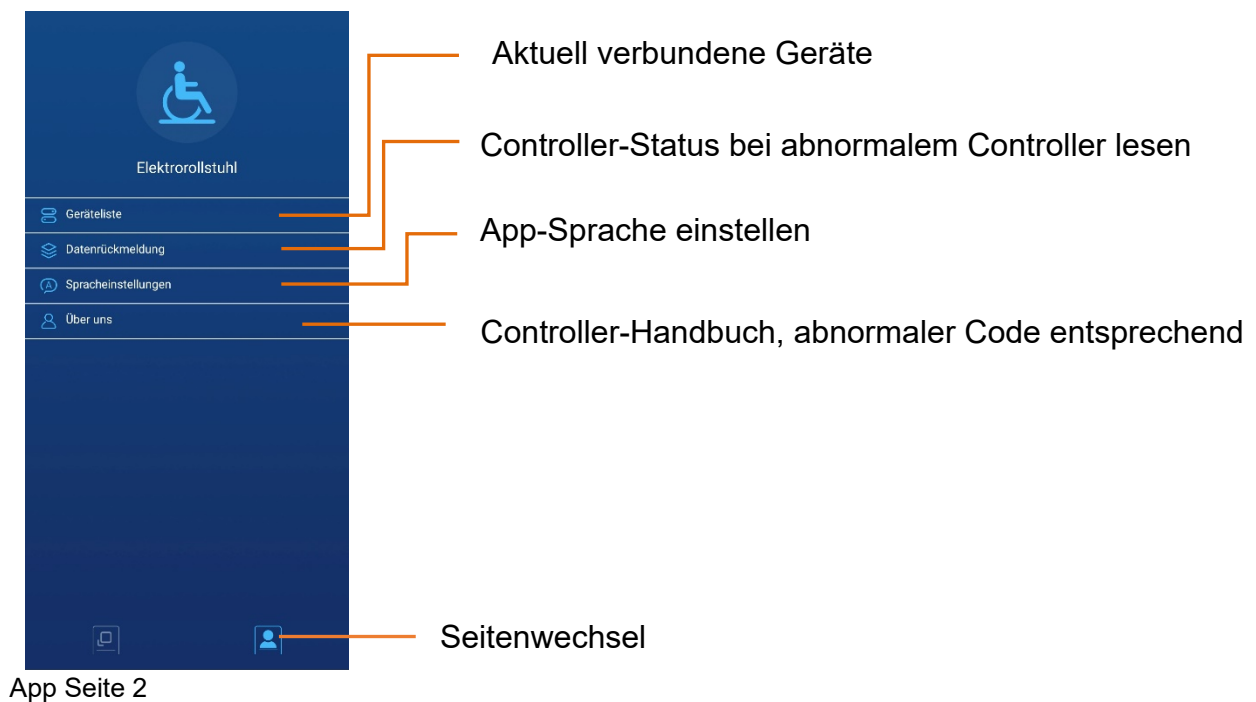 Elektrorollstuhl
Geräteliste
Datenrückmeldung
Spracheinstellungen
Über uns
Aktuell verbundene Geräte
Controller-Status bei abnormalem Controller lesen
App-Sprache einstellen
Controller-Handbuch, abnormaler Code entsprechend
Seitenwechsel
App Seite 2